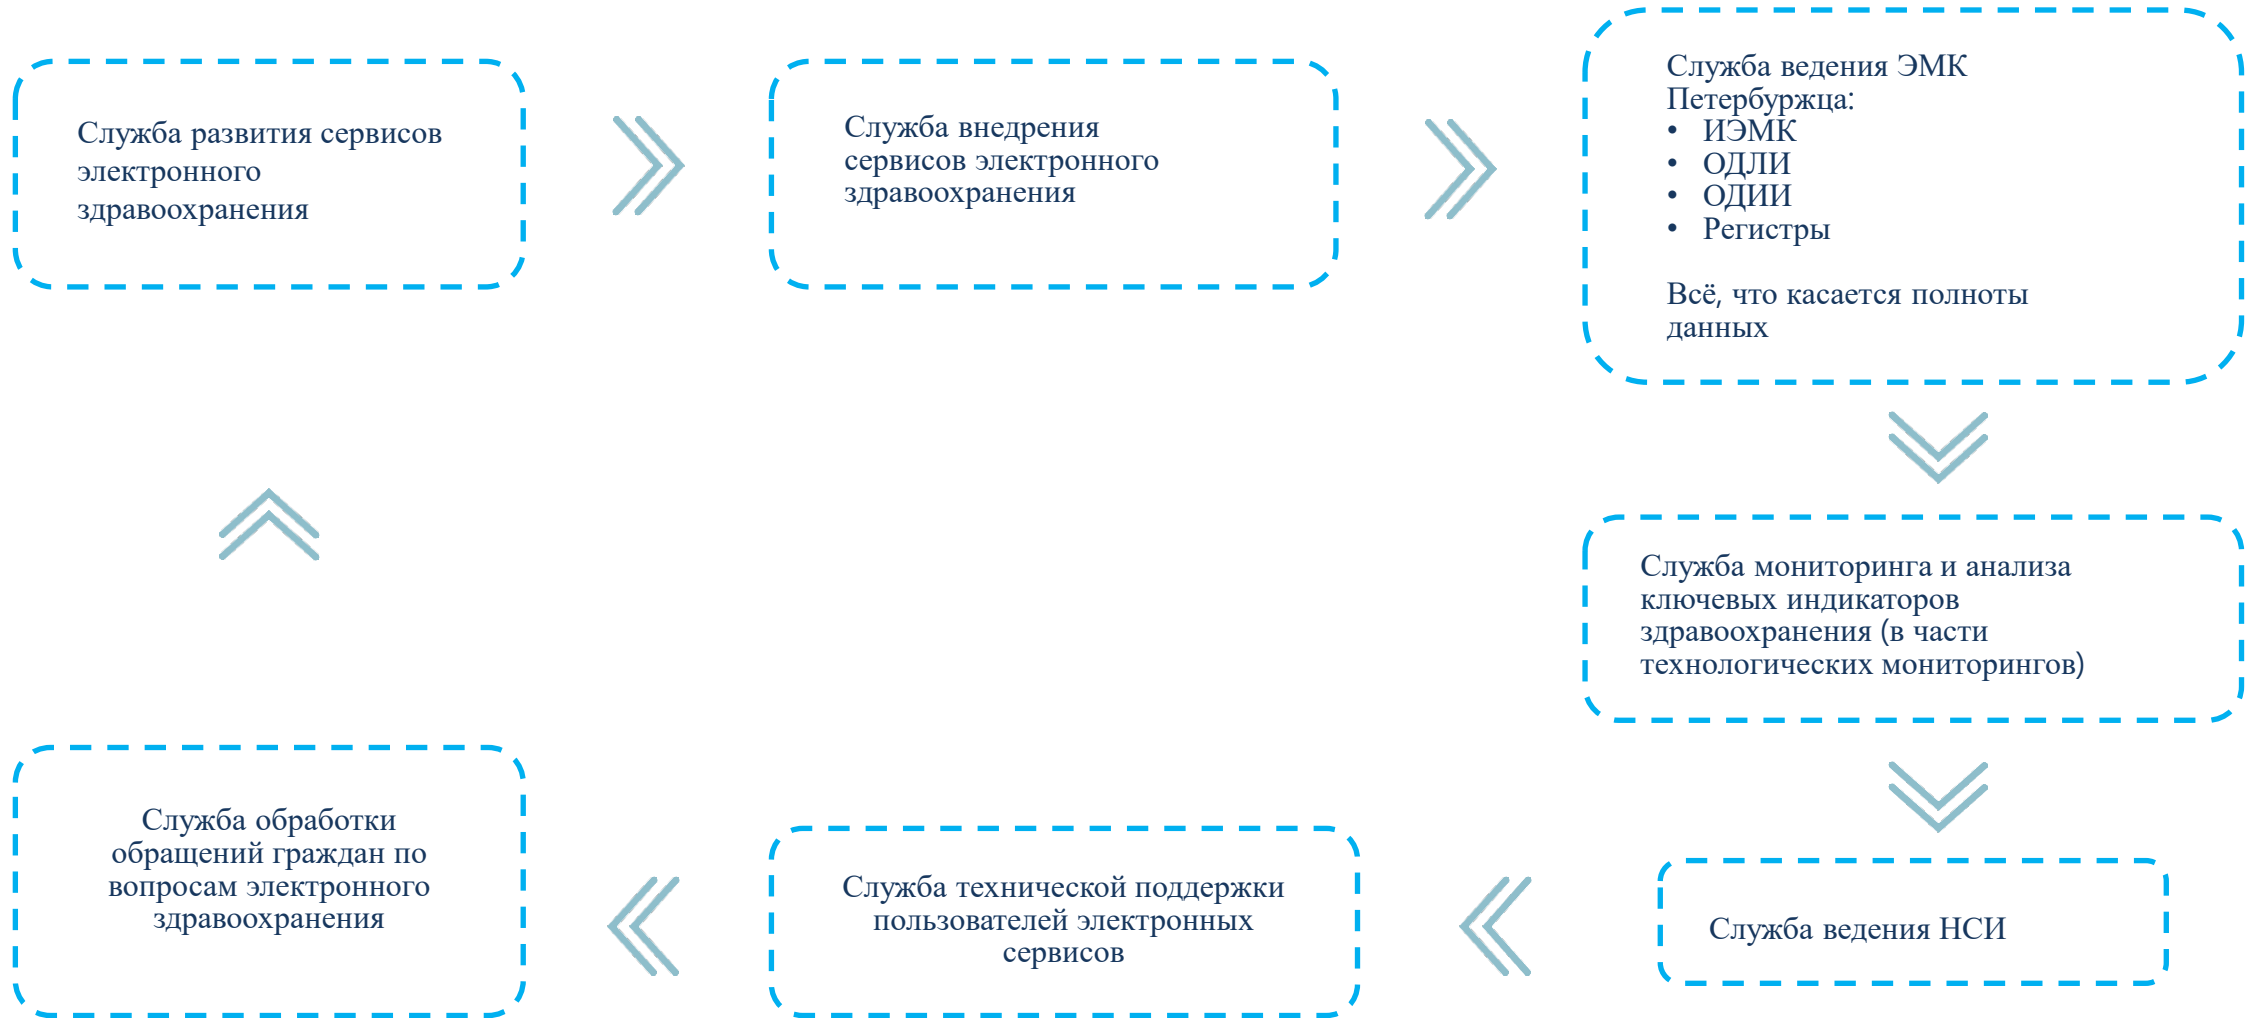 Служба развития сервисов
электронного
здравоохранения
Служба внедрения
сервисов электронного
здравоохранения
Служба ведения ЭМК
Петербуржца:
• ИЭМК
• ОДЛИ
• ОДИИ
• Регистры
Всё, что касается полноты
данных
Служба мониторинга и анализа
ключевых индикаторов
здравоохранения (в части
технологических мониторингов)
Служба ведения НСИ
Служба технической поддержки
пользователей электронных
сервисов
Служба обработки
обращений граждан по
вопросам электронного
здравоохранения